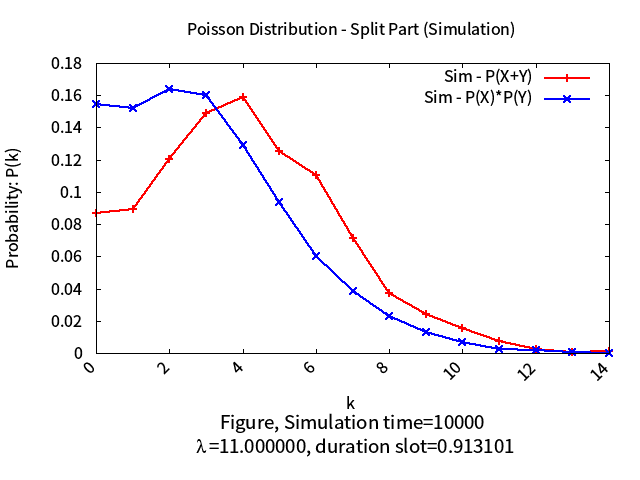 Poisson Distribution - Split Part (Simulation)
Sim - P(X+Y)
Sim - P(X)*P(Y)
Probability: P(k)
0.18
0.16
0.14
0.12
0.1
0.08
0.06
0.04
0.02
0
0 2 4 6 8 10 12 14
k
Figure, Simulation time=10000
λ=11.000000, duration slot=0.913101